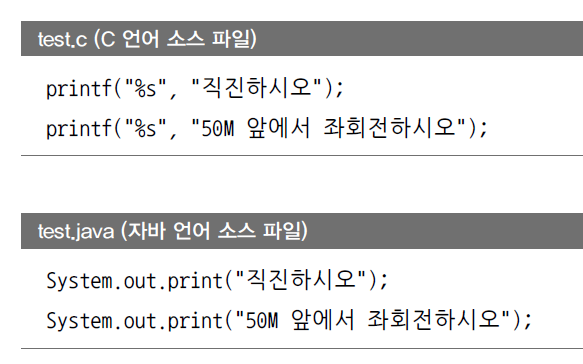 test.c (C 언어 소스 파일)
printf("%s", "직진하시오");
printf("%s", "50M 앞에서 좌회전하시오");
test.java (자바 언어 소스 파일)
System.out.print("직진하시오");
System.out.print("50M 앞에서 좌회전하시오");